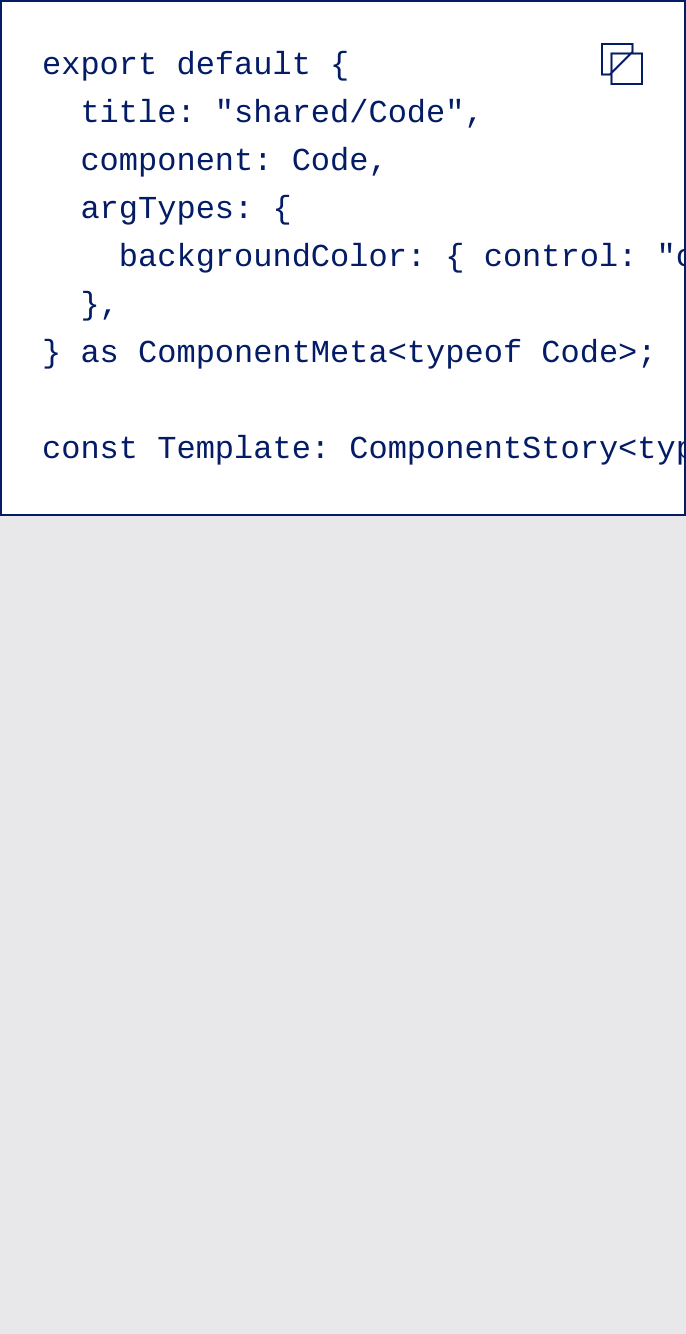 export default {
  title: "shared/Code",
  component: Code,
  argTypes: {
    backgroundColor: { control: "c
  },
} as ComponentMeta<typeof Code>;

const Template: ComponentStory<typ